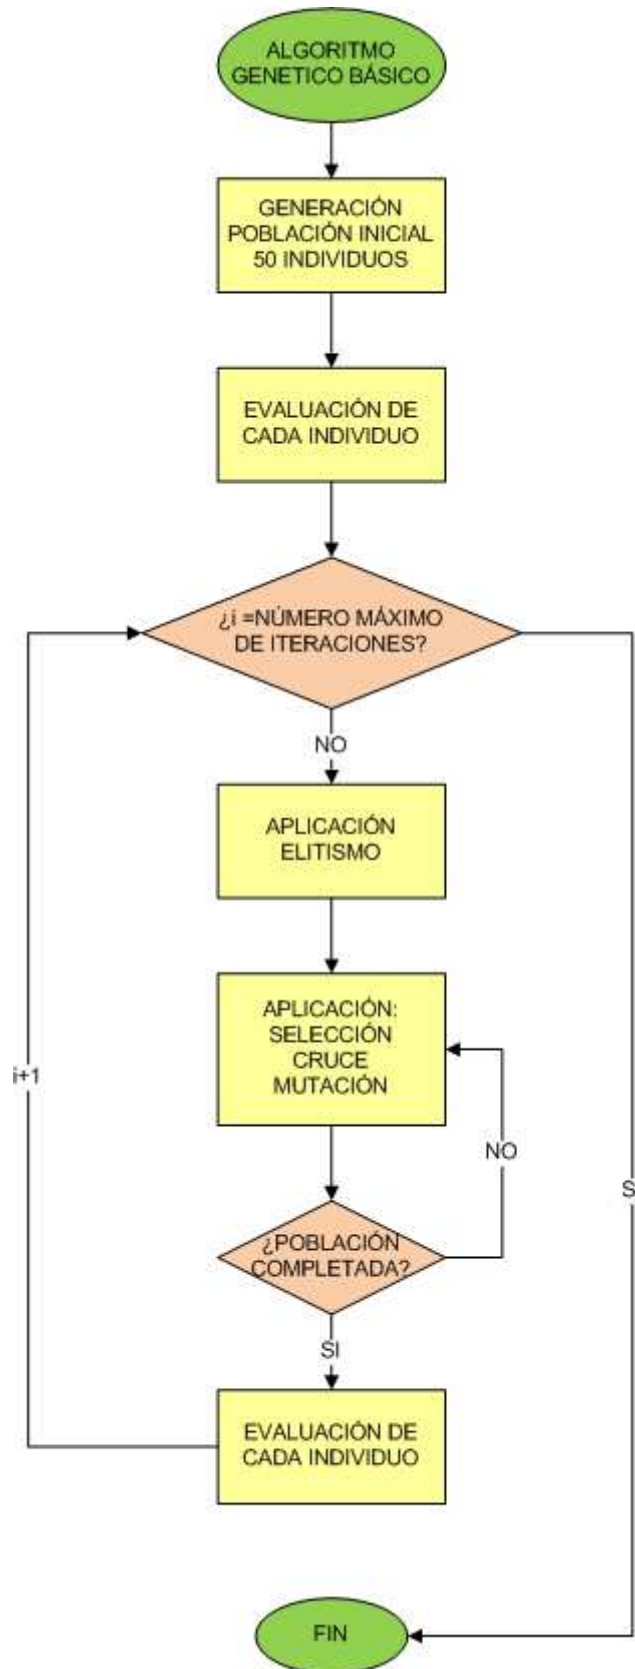 ALGORITMO
GENETICO BÁSICO
GENERACIÓN
POBLACIÓN INICIAL
50 INDIVIDUOS
EVALUACIÓN DE
CADA INDIVIDUO
¿i =NÚMERO MÁXIMO
DE ITERACIONES?
NO
APLICACIÓN
ELITISMO
APLICACIÓN:
SELECCIÓN
CRUCE
MUTACIÓN
i+1
NO
S
¿POBLACIÓN
COMPLETADA?
SI
EVALUACIÓN DE
CADA INDIVIDUO
FIN